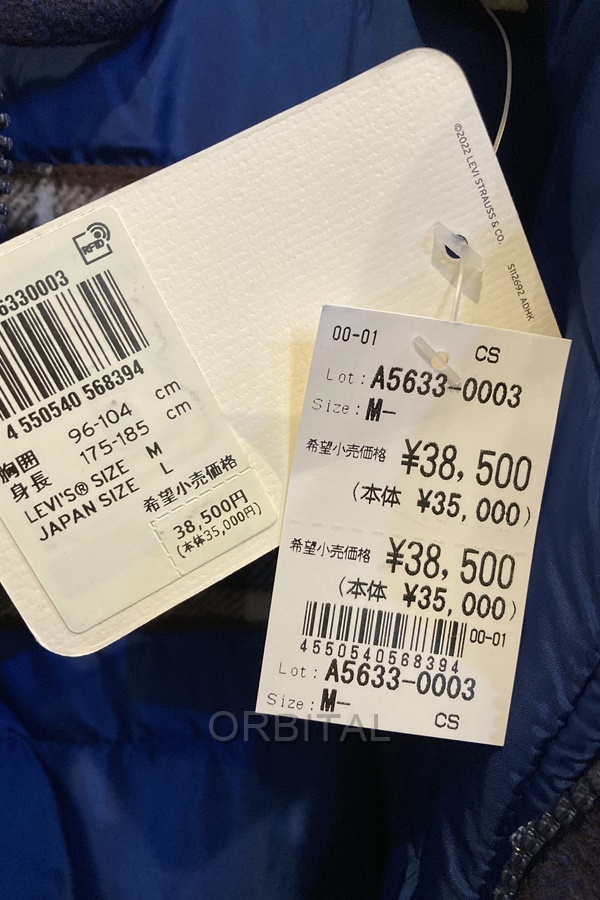 ©2022 LEVI STRAUSS & CO.
S112692 ADHK
RFID
6330003
4 550540 568394
胸囲 96-104 cm
身長 175-185 cm
LEVI'S® SIZE M
JAPAN SIZE L
希望小売価格
38,500円
(本体35,000円)
00-01 CS
Lot: A5633-0003
Size: M-
希望小売価格 ¥38,500
(本体 ¥35,000)
希望小売価格 ¥38,500
(本体 ¥35,000)
00-01
4550540568394
Lot: A5633-0003
Size: M-
CS
ORBITAL